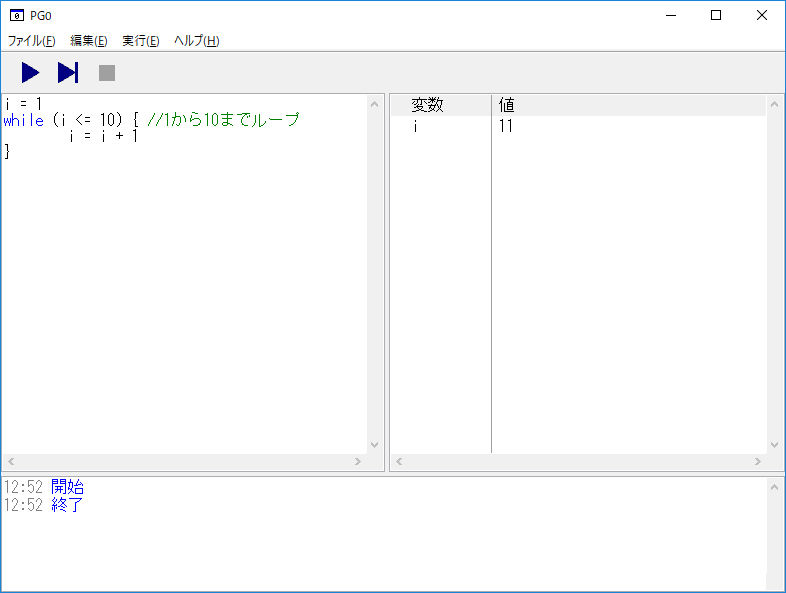 PG0
ファイル(F) 編集(E) 実行(E) ヘルプ(H)
i = 1
while (i <= 10) { //1から10までループ
i = i + 1
}
変数 値
i 11
12:52 開始
12:52 終了